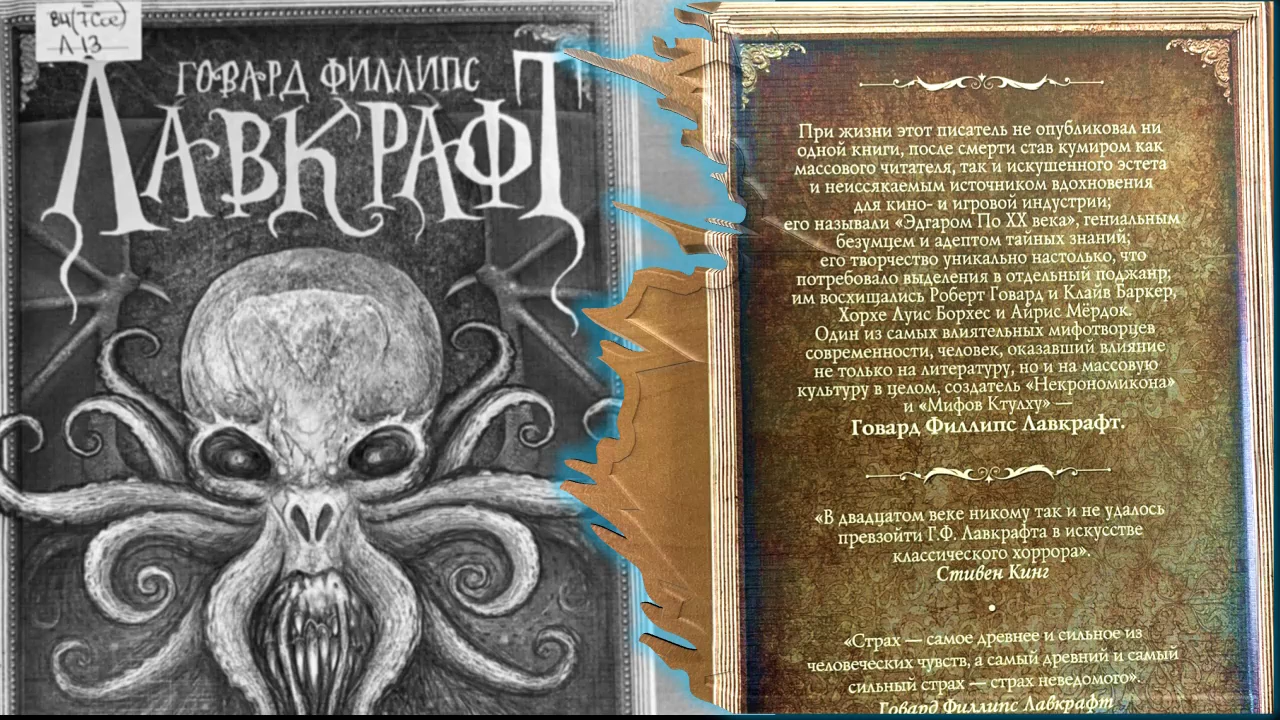 84(7Сое)
Л 13
ГОВАРД ФИЛЛИПС
ЛАВКРАФТ
При жизни этот писатель не опубликовал ни
одной книги, после смерти став кумиром как
массового читателя, так и искушенного эстета
и неиссякаемым источником вдохновения
для кино- и игровой индустрии;
его называли «Эдгаром По XX века», гениальным
безумцем и адептом тайных знаний;
его творчество уникально настолько, что
потребовало выделения в отдельный поджанр;
им восхищались Роберт Говард и Клайв Баркер,
Хорхе Луис Борхес и Айрис Мёрдок.
Один из самых влиятельных мифотворцев
современности, человек, оказавший влияние
не только на литературу, но и на массовую
культуру в целом, создатель «Некрономикона»
и «Мифов Ктулху» —
Говард Филлипс Лавкрафт.
«В двадцатом веке никому так и не удалось
превзойти Г.Ф. Лавкрафта в искусстве
классического хоррора».
Стивен Кинг
«Страх — самое древнее и сильное из
человеческих чувств, а самый древний и самый
сильный страх — страх неведомого».
Говард Филлипс Лавкрафт